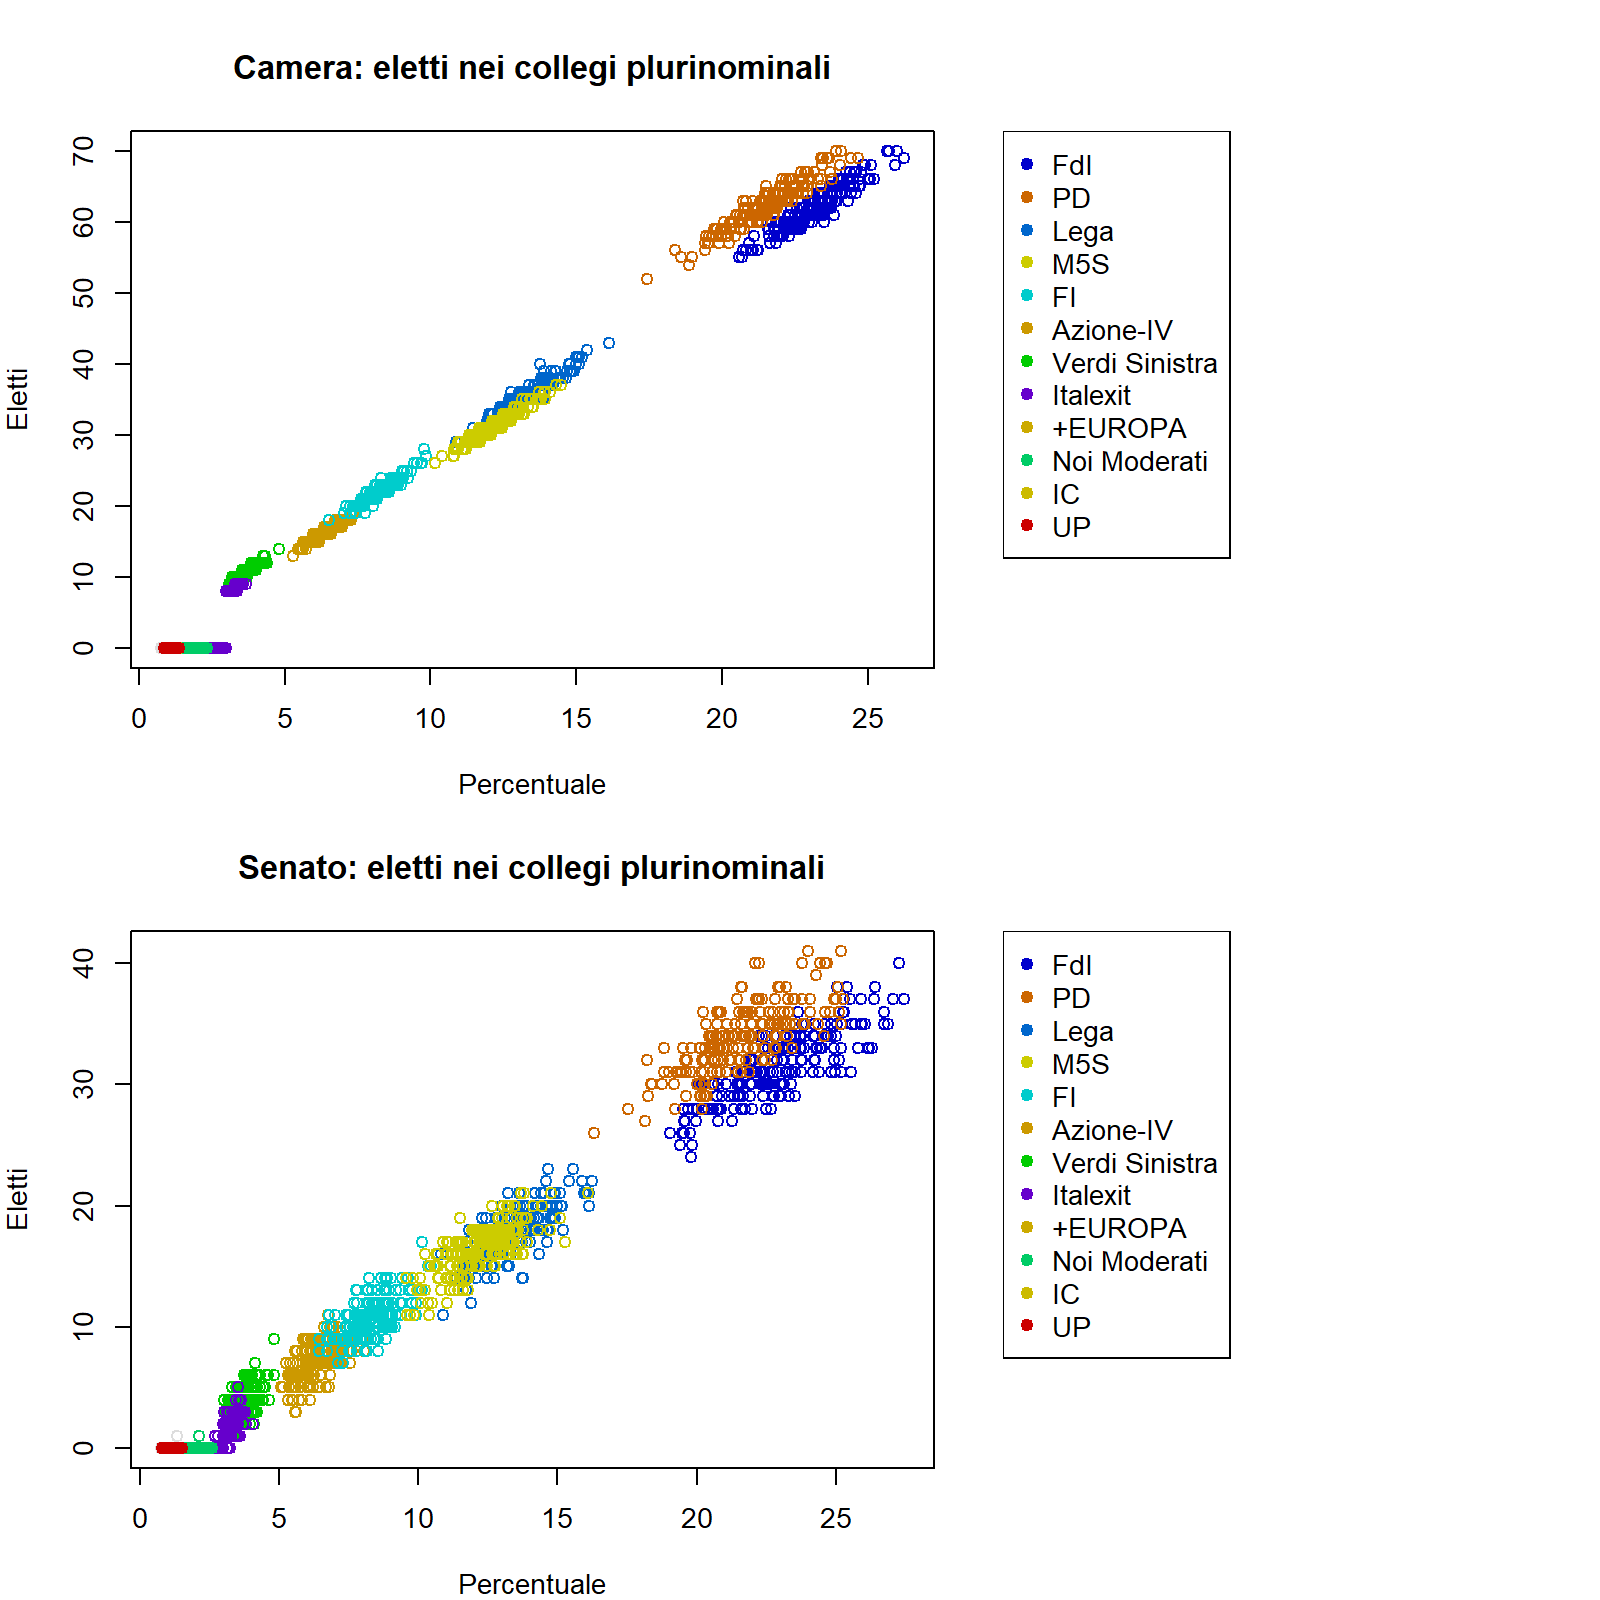 Camera: eletti nei collegi plurinominali
Eletti
70
60
50
40
30
20
10
0
0 5 10 15 20 25
Percentuale
FdI
PD
Lega
M5S
FI
Azione-IV
Verdi Sinistra
Italexit
+EUROPA
Noi Moderati
IC
UP
Senato: eletti nei collegi plurinominali
Eletti
40
30
20
10
0
0 5 10 15 20 25
Percentuale
FdI
PD
Lega
M5S
FI
Azione-IV
Verdi Sinistra
Italexit
+EUROPA
Noi Moderati
IC
UP